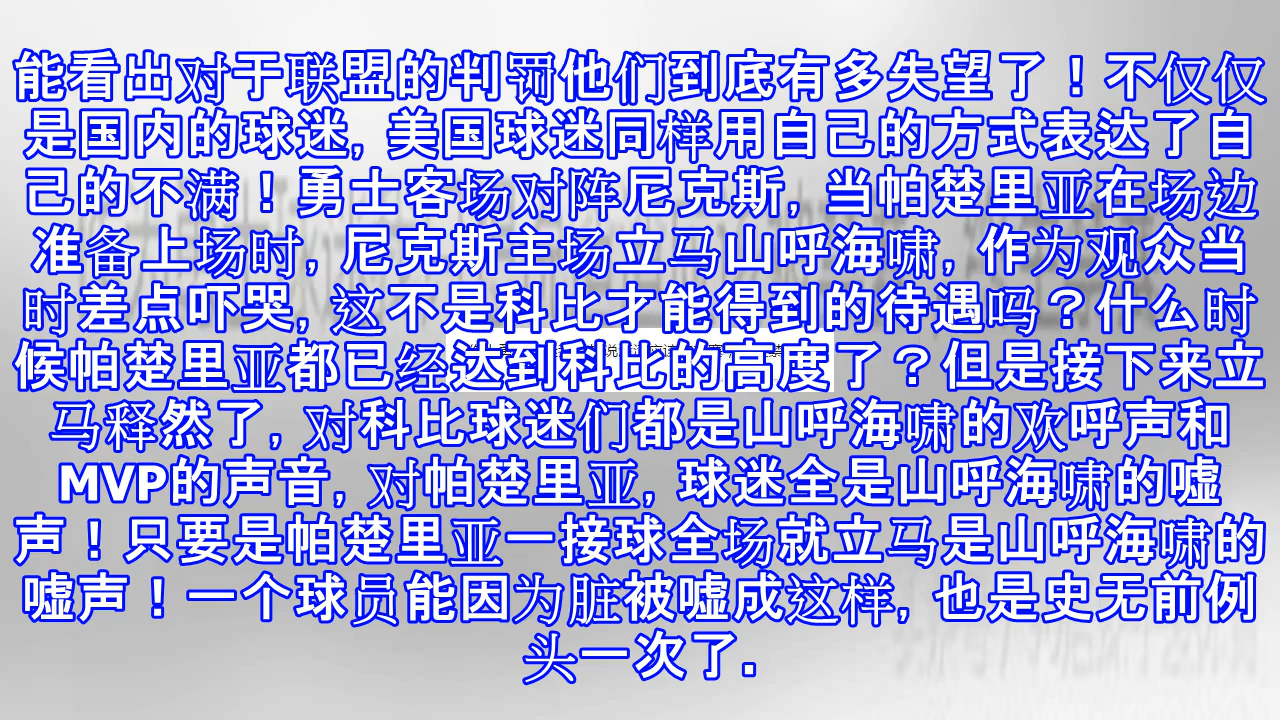 能看出对于联盟的判罚他们到底有多失望了！不仅仅
是国内的球迷, 美国球迷同样用自己的方式表达了自
己的不满！勇士客场对阵尼克斯, 当帕楚里亚在场边
准备上场时, 尼克斯主场立马山呼海啸, 作为观众当
时差点吓哭, 这不是科比才能得到的待遇吗？什么时
候帕楚里亚都已经达到科比的高度了？但是接下来立
马释然了, 对科比球迷们都是山呼海啸的欢呼声和
MVP的声音, 对帕楚里亚, 球迷全是山呼海啸的嘘
声！只要是帕楚里亚一接球全场就立马是山呼海啸的
嘘声！一个球员能因为脏被嘘成这样, 也是史无前例
头一次了.